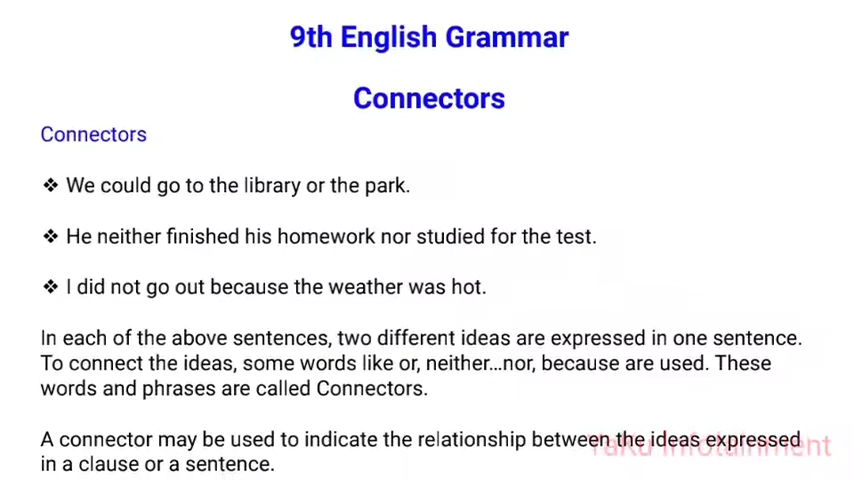 9th English Grammar
Connectors
Connectors
❖ We could go to the library or the park.
❖ He neither finished his homework nor studied for the test.
❖ I did not go out because the weather was hot.
In each of the above sentences, two different ideas are expressed in one sentence.
To connect the ideas, some words like or, neither...nor, because are used. These
words and phrases are called Connectors.
A connector may be used to indicate the relationship between the ideas expressed
in a clause or a sentence.
YaKu Infotainment